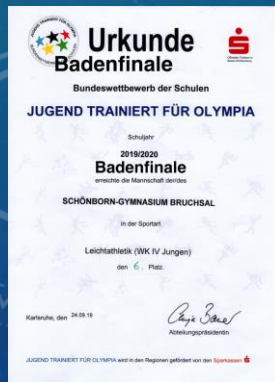 Urkunde
Badenfinale
Bundeswettbewerb der Schulen
JUGEND TRAINIERT FÜR OLYMPIA
Schuljahr
2019/2020
Badenfinale
erreichte die Mannschaft der/des
SCHÖNBORN-GYMNASIUM BRUCHSAL
in der Sportart
Leichtathletik (WK IV Jungen)
den 6. Platz.
Karlsruhe, den 24.09.19
Abteilungspräsidentin
JUGEND TRAINIERT FÜR OLYMPIA wird in den Regionen gefördert von den Sparkassen